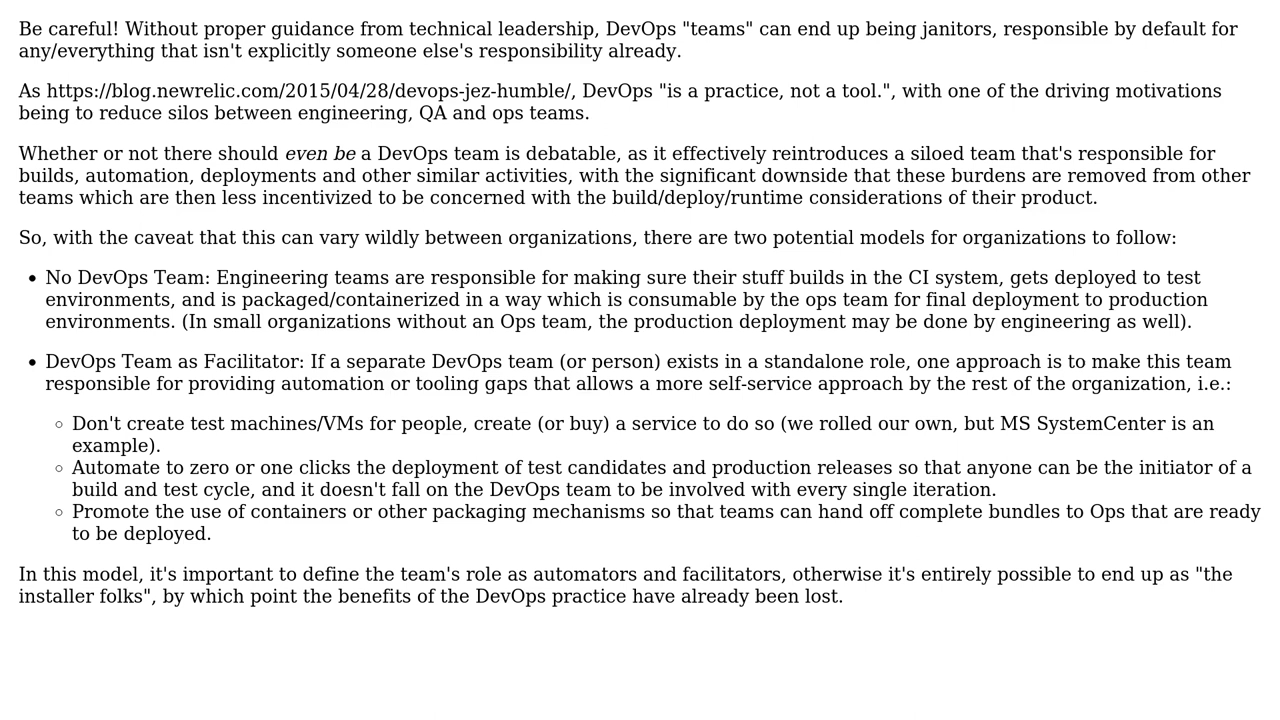 Be careful! Without proper guidance from technical leadership, DevOps "teams" can end up being janitors, responsible by default for
any/everything that isn't explicitly someone else's responsibility already.
As https://blog.newrelic.com/2015/04/28/devops-jez-humble/, DevOps "is a practice, not a tool.", with one of the driving motivations
being to reduce silos between engineering, QA and ops teams.
Whether or not there should even be a DevOps team is debatable, as it effectively reintroduces a siloed team that's responsible for
builds, automation, deployments and other similar activities, with the significant downside that these burdens are removed from other
teams which are then less incentivized to be concerned with the build/deploy/runtime considerations of their product.
So, with the caveat that this can vary wildly between organizations, there are two potential models for organizations to follow:
• No DevOps Team: Engineering teams are responsible for making sure their stuff builds in the CI system, gets deployed to test
environments, and is packaged/containerized in a way which is consumable by the ops team for final deployment to production
environments. (In small organizations without an Ops team, the production deployment may be done by engineering as well).
• DevOps Team as Facilitator: If a separate DevOps team (or person) exists in a standalone role, one approach is to make this team
responsible for providing automation or tooling gaps that allows a more self-service approach by the rest of the organization, i.e.:
◦ Don't create test machines/VMs for people, create (or buy) a service to do so (we rolled our own, but MS SystemCenter is an
example).
◦ Automate to zero or one clicks the deployment of test candidates and production releases so that anyone can be the initiator of a
build and test cycle, and it doesn't fall on the DevOps team to be involved with every single iteration.
◦ Promote the use of containers or other packaging mechanisms so that teams can hand off complete bundles to Ops that are ready
to be deployed.
In this model, it's important to define the team's role as automators and facilitators, otherwise it's entirely possible to end up as "the
installer folks", by which point the benefits of the DevOps practice have already been lost.